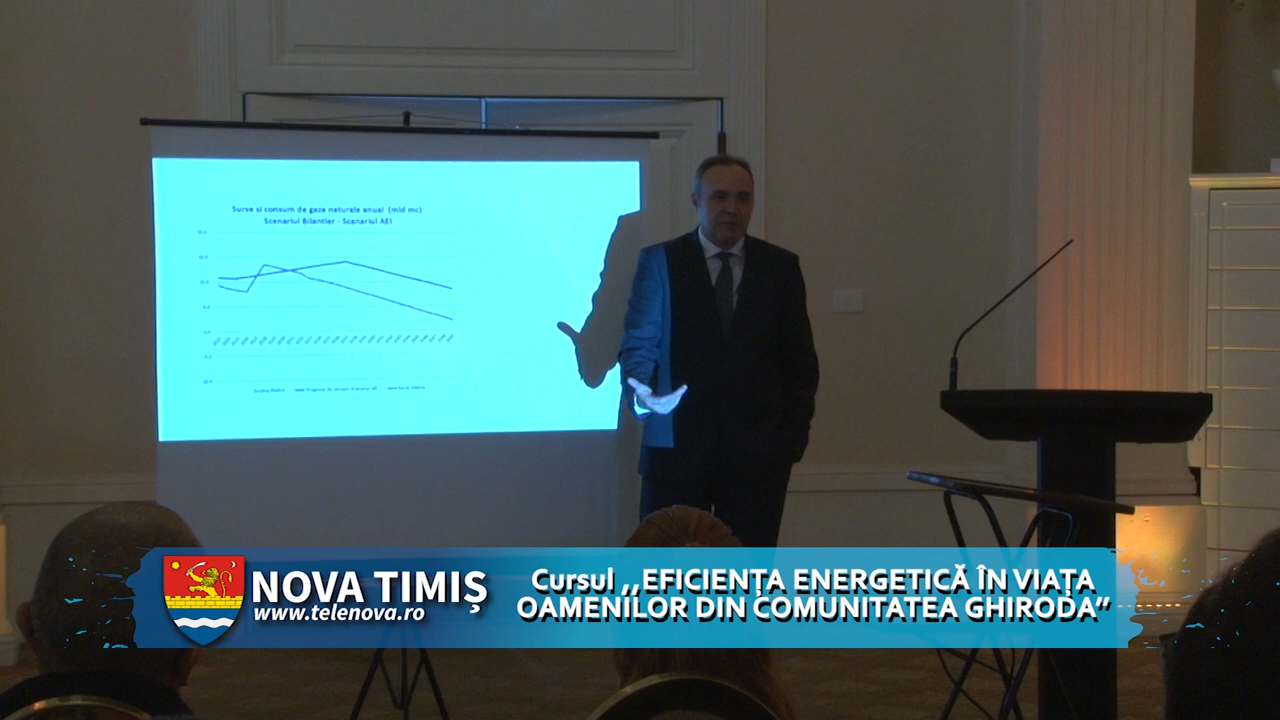 Surse si consum de gaze naturale anual (mld mc)
Scenariul Bilantier - Scenariul AEI
NOVA TIMIȘ
www.telenova.ro
Cursul ,,EFICIENȚA ENERGETICĂ ÎN VIAȚA
OAMENILOR DIN COMUNITATEA GHIRODA”